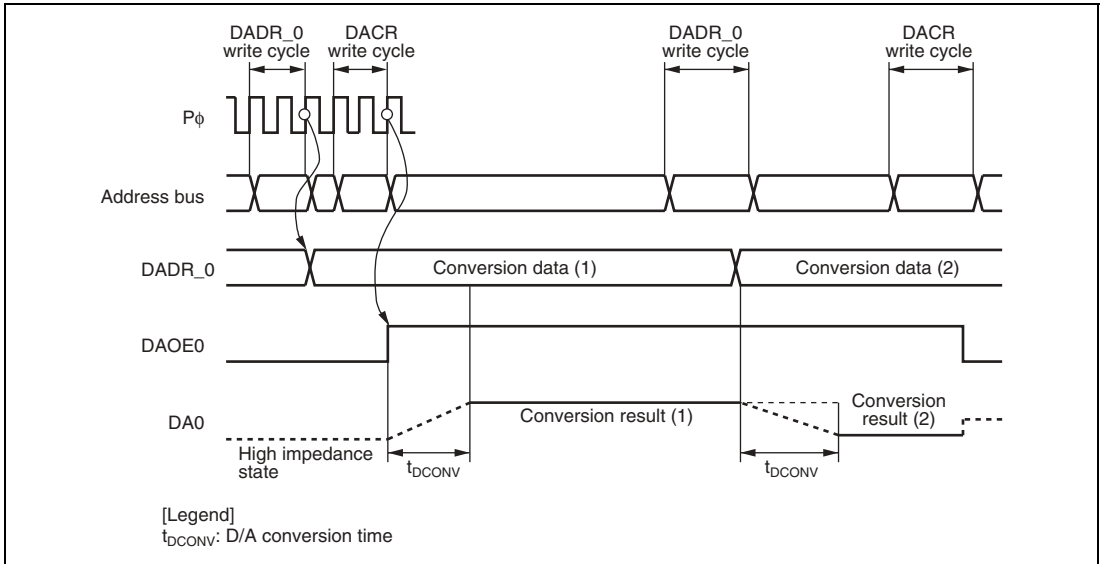 DADR_0 write cycle
DACR write cycle
DADR_0 write cycle
DACR write cycle
Pϕ
Address bus
DADR_0
Conversion data (1)
Conversion data (2)
DAOE0
DA0
Conversion result (1)
Conversion
result (2)
High impedance
state
tDCONV
tDCONV
[Legend]
tDCONV: D/A conversion time